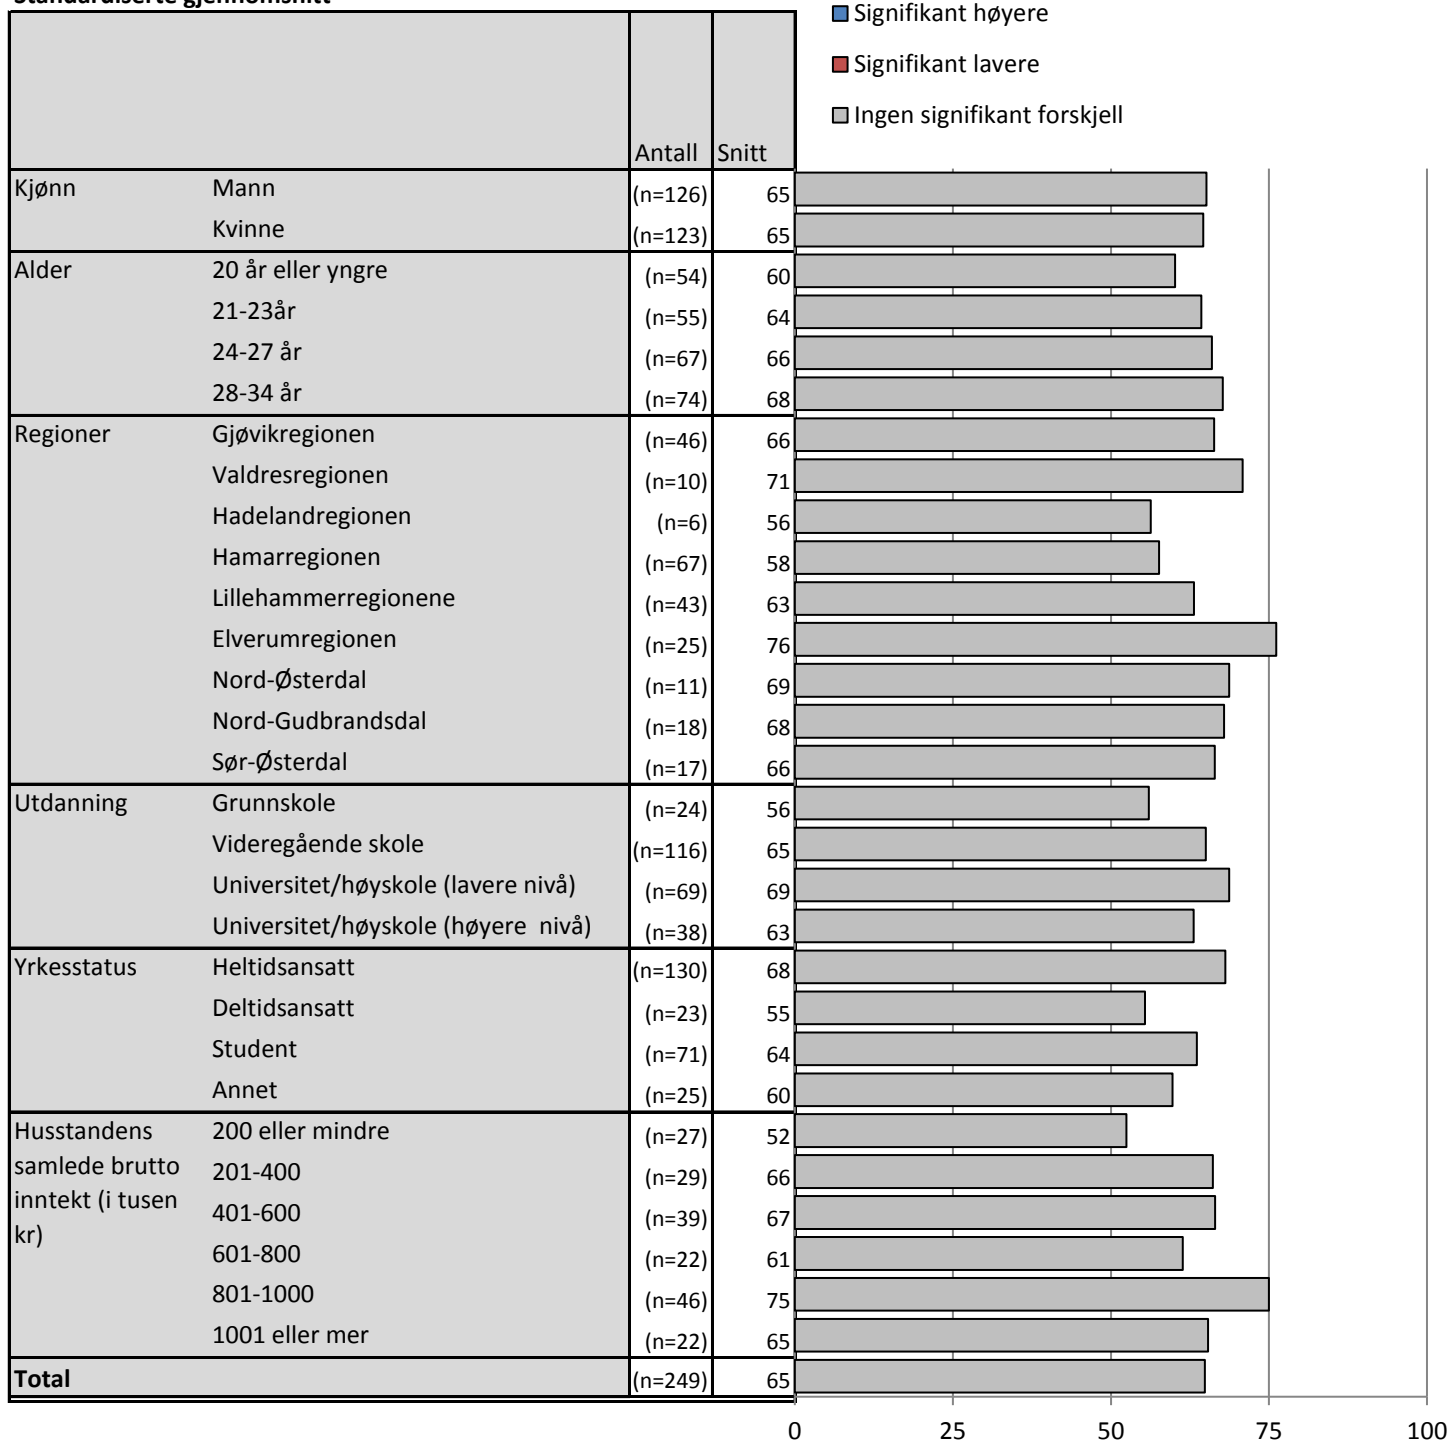 Standardiserte gjennomsnitt
Signifikant høyere
Signifikant lavere
Ingen signifikant forskjell
Antall Snitt
Kjønn Mann (n=126) 65
Kvinne (n=123) 65
Alder 20 år eller yngre (n=54) 60
21-23år (n=55) 64
24-27 år (n=67) 66
28-34 år (n=74) 68
Regioner Gjøvikregionen (n=46) 66
Valdresregionen (n=10) 71
Hadelandregionen (n=6) 56
Hamarregionen (n=67) 58
Lillehammerregionene (n=43) 63
Elverumregionen (n=25) 76
Nord-Østerdal (n=11) 69
Nord-Gudbrandsdal (n=18) 68
Sør-Østerdal (n=17) 66
Utdanning Grunnskole (n=24) 56
Videregående skole (n=116) 65
Universitet/høyskole (lavere nivå) (n=69) 69
Universitet/høyskole (høyere  nivå) (n=38) 63
Yrkesstatus Heltidsansatt (n=130) 68
Deltidsansatt (n=23) 55
Student (n=71) 64
Annet (n=25) 60
Husstandens 200 eller mindre (n=27) 52
samlede brutto 201-400 (n=29) 66
inntekt (i tusen 401-600 (n=39) 67
kr) 601-800 (n=22) 61
801-1000 (n=46) 75
1001 eller mer (n=22) 65
Total (n=249) 65
0 25 50 75 100